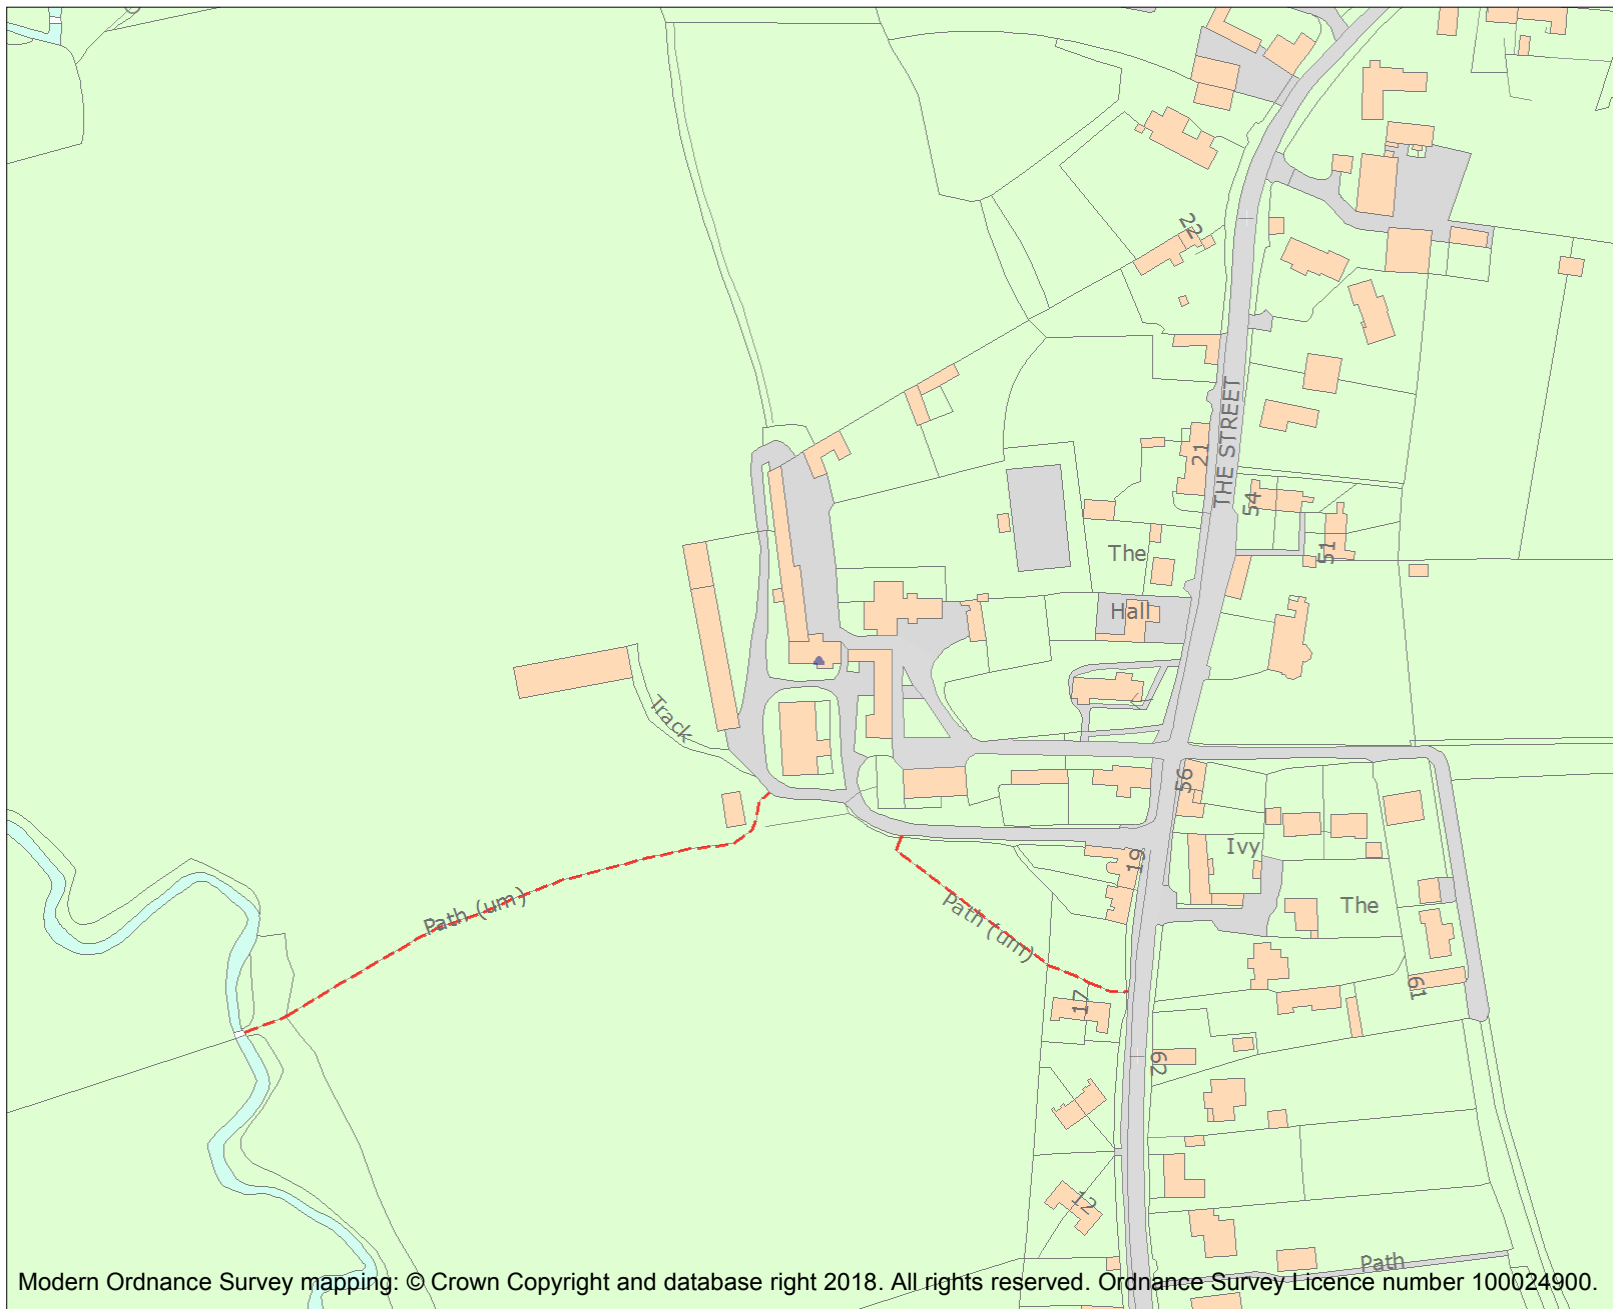 22
THE STREET
21
54
51
The
Hall
Track
56
19
Ivy
The
Path (um)
Path (um)
61
17
62
12
Path
Modern Ordnance Survey mapping: © Crown Copyright and database right 2018. All rights reserved. Ordnance Survey Licence number 100024900.